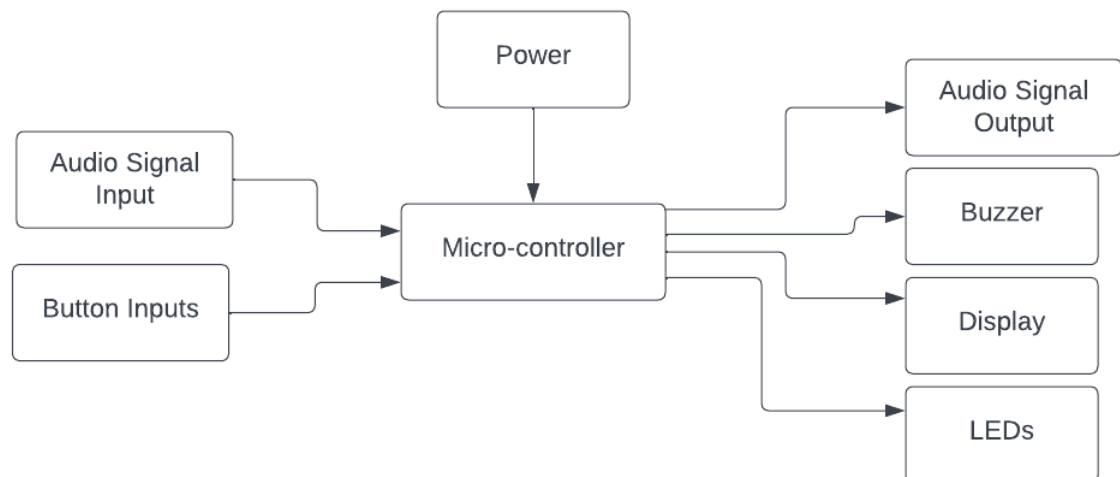 Power
Audio Signal
Output
Audio Signal
Input
Buzzer
Micro-controller
Button Inputs
Display
LEDs